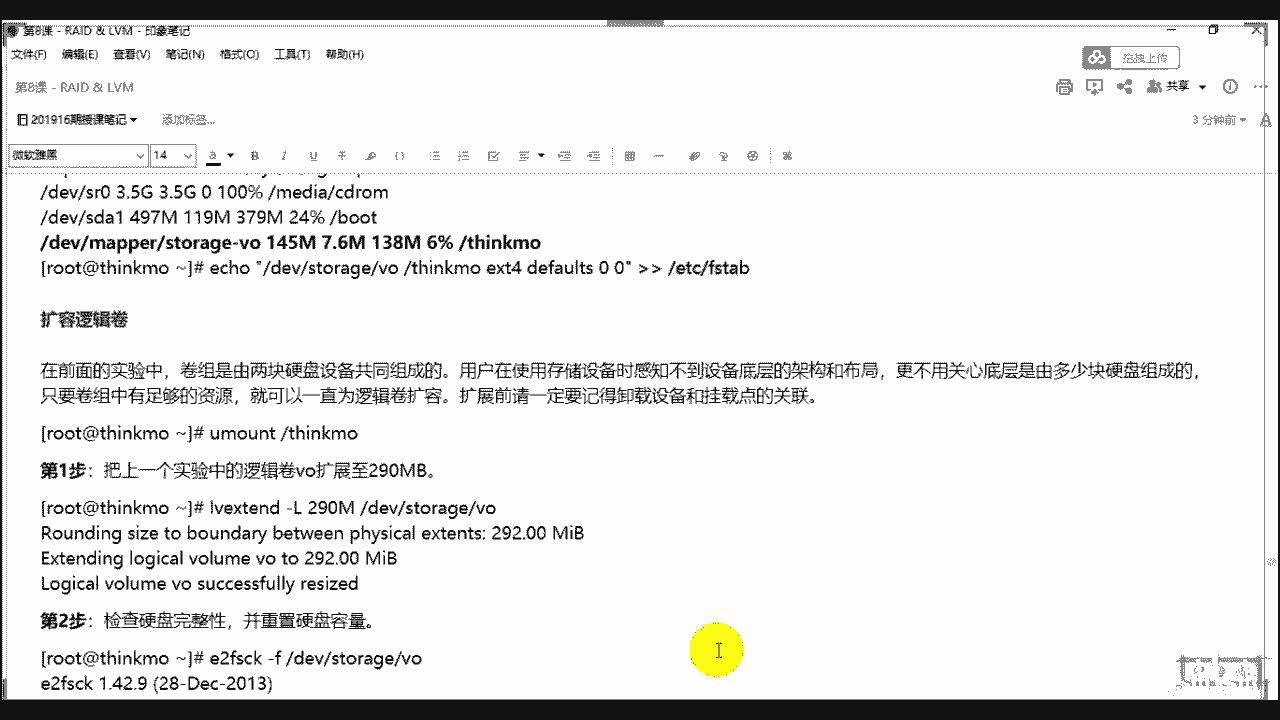 第8课 - RAID & LVM - 印象笔记
文件(F) 编辑(E) 查看(V) 笔记(N) 格式(O) 工具(T) 帮助(H)
拖拽上传
第8课 - RAID & LVM
共享
201916期授课笔记 添加标签...
3 分钟前
微软雅黑 14
/dev/sr0 3.5G 3.5G 0 100% /media/cdrom
/dev/sda1 497M 119M 379M 24% /boot
/dev/mapper/storage-vo 145M 7.6M 138M 6% /thinkmo
[root@thinkmo ~]# echo "/dev/storage/vo /thinkmo ext4 defaults 0 0" >> /etc/fstab
扩容逻辑卷
在前面的实验中，卷组是由两块硬盘设备共同组成的。用户在使用存储设备时感知不到设备底层的架构和布局，更不用关心底层是由多少块硬盘组成的，
只要卷组中有足够的资源，就可以一直为逻辑卷扩容。扩展前请一定要记得卸载设备和挂载点的关联。
[root@thinkmo ~]# umount /thinkmo
第1步：把上一个实验中的逻辑卷vo扩展至290MB。
[root@thinkmo ~]# lvextend -L 290M /dev/storage/vo
Rounding size to boundary between physical extents: 292.00 MiB
Extending logical volume vo to 292.00 MiB
Logical volume vo successfully resized
第2步：检查硬盘完整性，并重置硬盘容量。
[root@thinkmo ~]# e2fsck -f /dev/storage/vo
e2fsck 1.42.9 (28-Dec-2013)